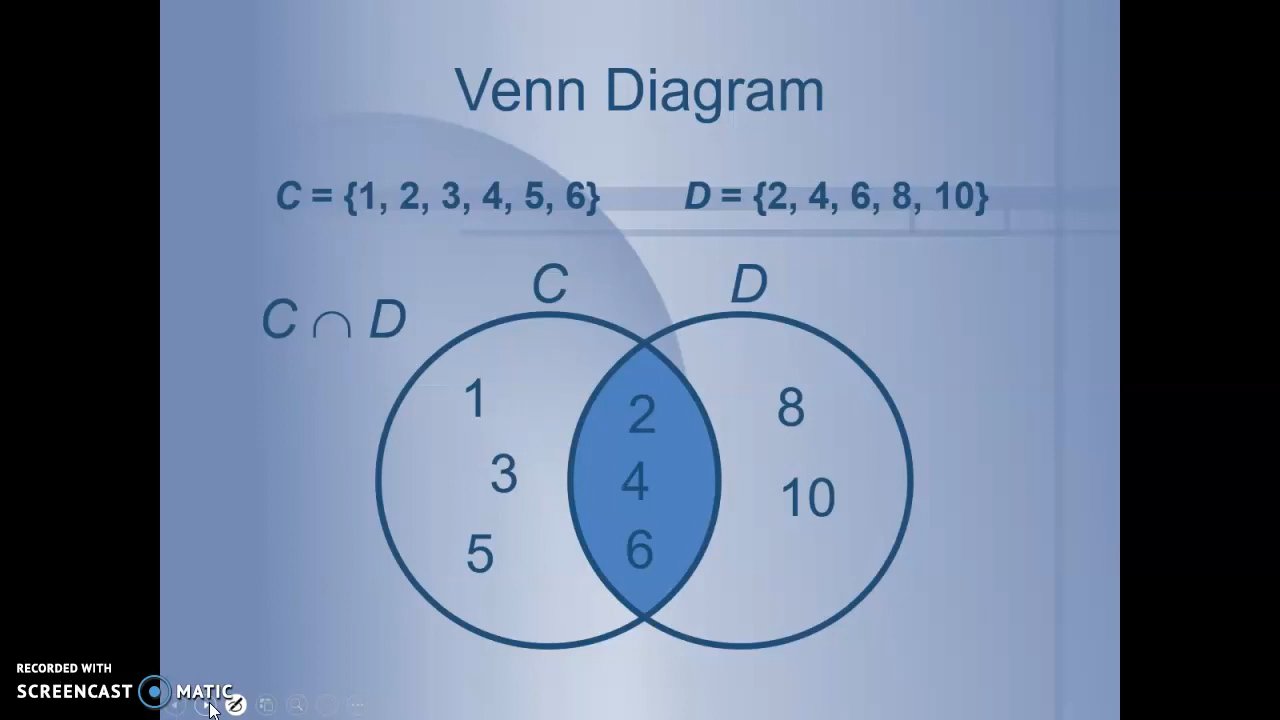 Venn Diagram
C = {1, 2, 3, 4, 5, 6} D = {2, 4, 6, 8, 10}
C D
C ∩ D
1 2 8
3 4 10
5 6
RECORDED WITH
SCREENCAST MATIC